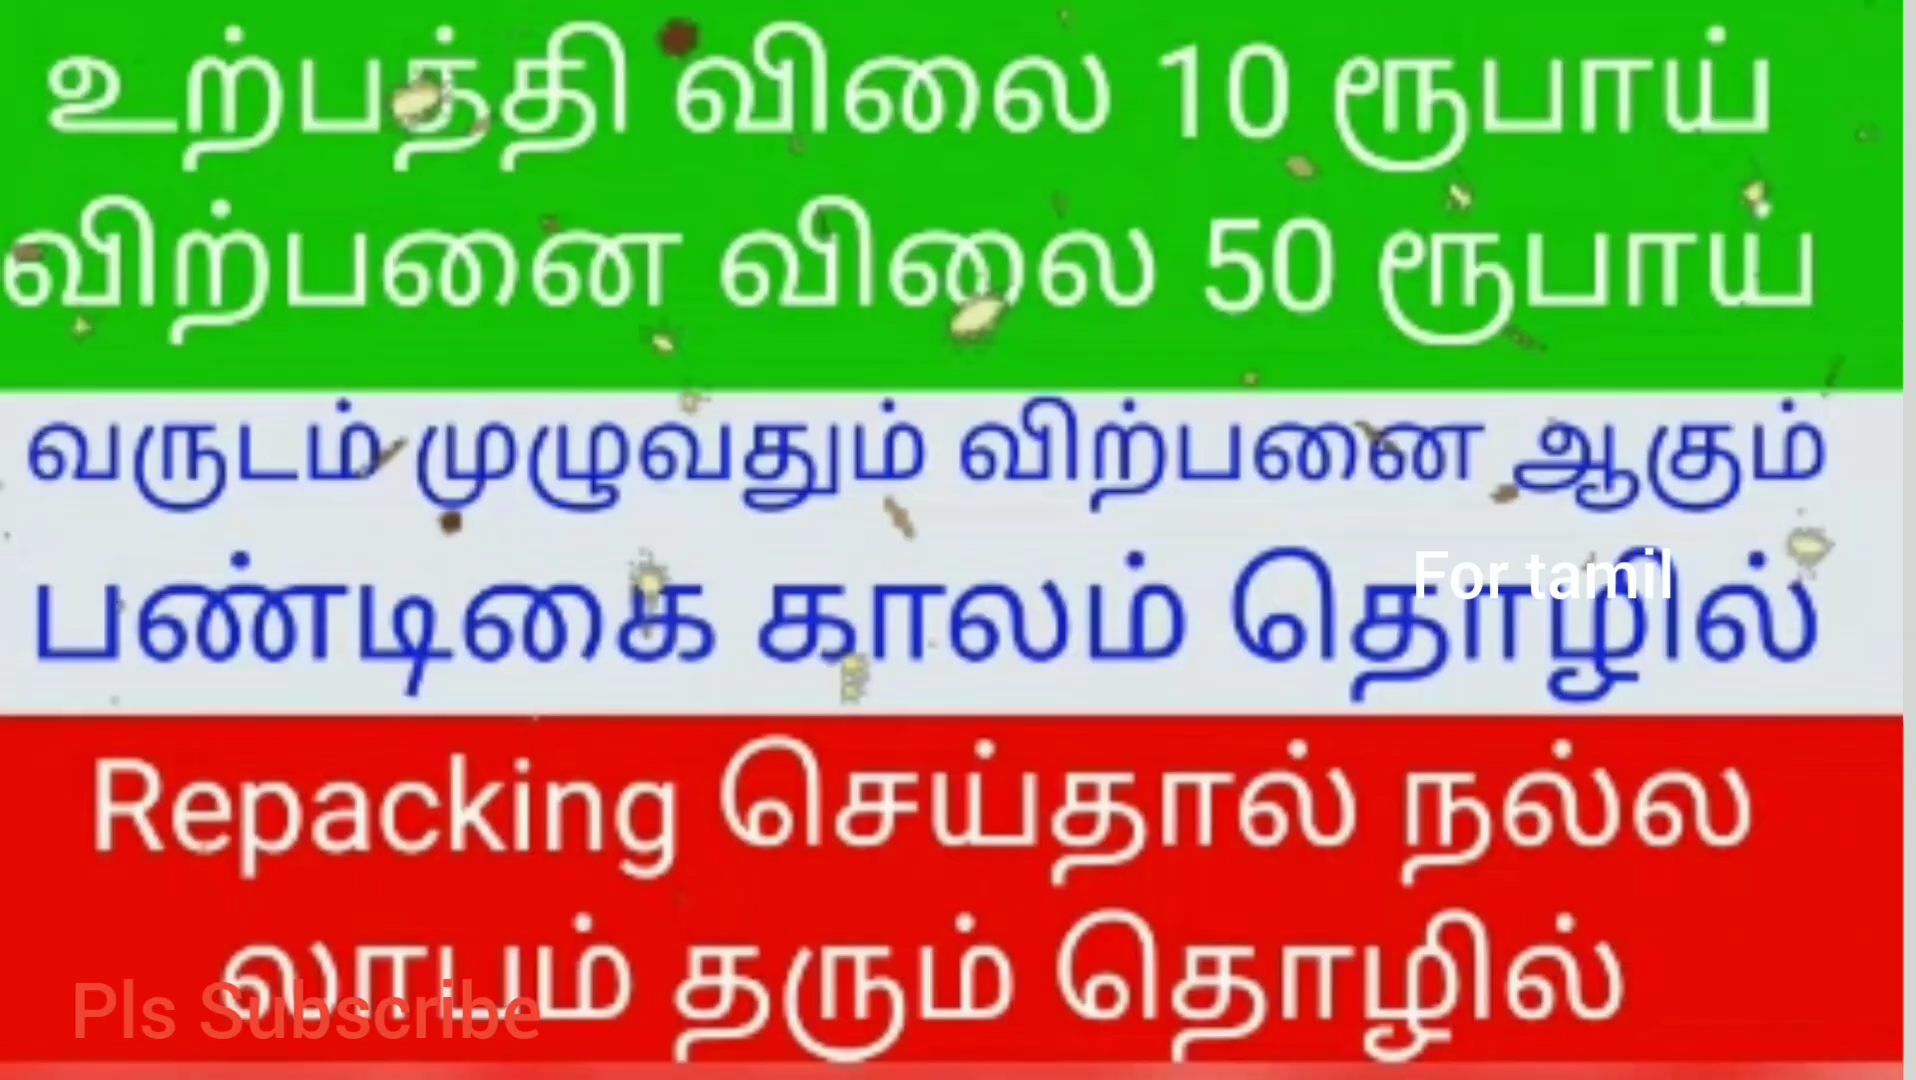 உற்பத்தி விலை 10 ரூபாய்
விற்பனை விலை 50 ரூபாய்
வருடம் முழுவதும் விற்பனை ஆகும்
பண்டிகை காலம் தொழில்
For tamil
Repacking செய்தால் நல்ல
லாபம் தரும் தொழில்
Pls Subscribe